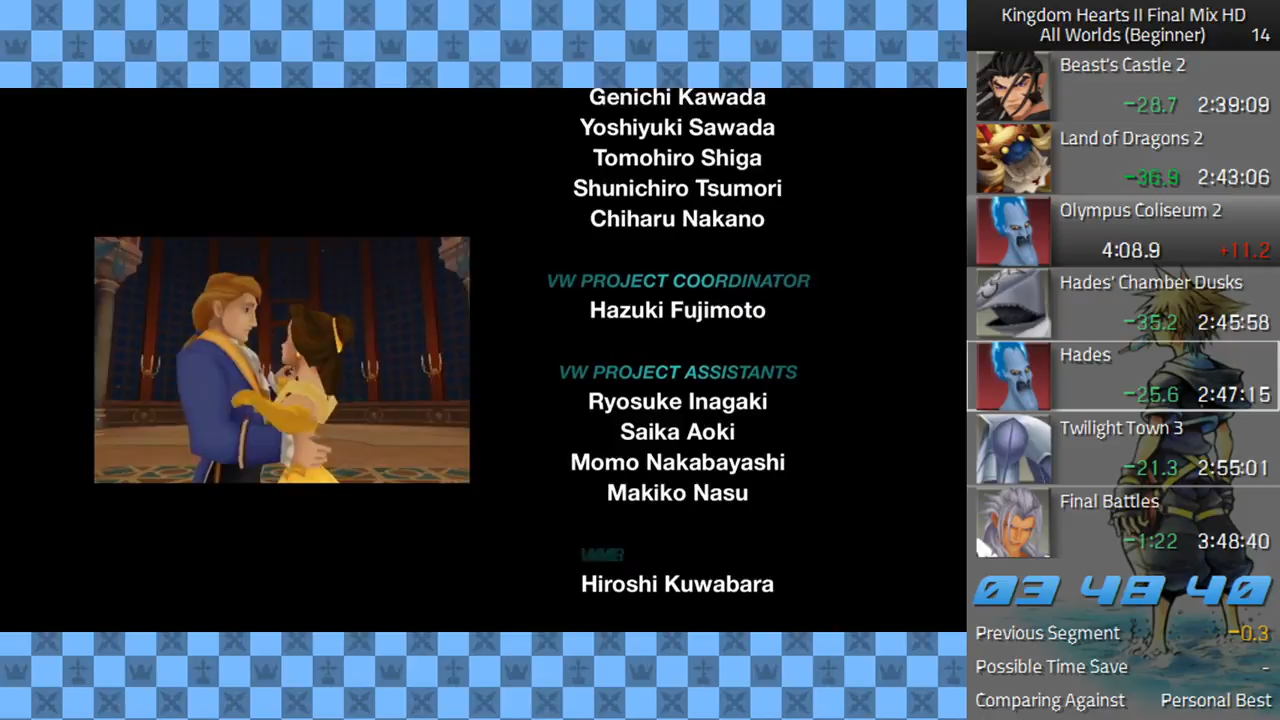 Genichi Kawada
Yoshiyuki Sawada
Tomohiro Shiga
Shunichiro Tsumori
Chiharu Nakano
VW PROJECT COORDINATOR
Hazuki Fujimoto
VW PROJECT ASSISTANTS
Ryosuke Inagaki
Saika Aoki
Momo Nakabayashi
Makiko Nasu
Hiroshi Kuwabara
Kingdom Hearts II Final Mix HD
All Worlds (Beginner) 14
Beast's Castle 2
-28.7 2:39:09
Land of Dragons 2
-36.9 2:43:06
Olympus Coliseum 2
4:08.9 +11.2
Hades' Chamber Dusks
-35.2 2:45:58
Hades
-25.6 2:47:15
Twilight Town 3
-21.3 2:55:01
Final Battles
-1:22 3:48:40
03 48 40
Previous Segment -0.3
Possible Time Save -
Comparing Against Personal Best